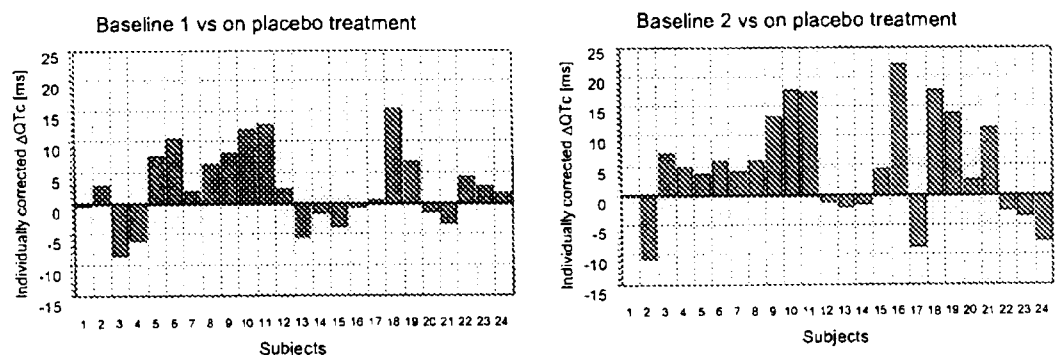 Baseline 1 vs on placebo treatment
Individually corrected ΔQTc [ms]
25
20
15
10
5
0
-5
-10
-15
1 2 3 4 5 6 7 8 9 10 11 12 13 14 15 16 17 18 19 20 21 22 23 24
Subjects
Baseline 2 vs on placebo treatment
Individually corrected ΔQTc [ms]
25
20
15
10
5
0
-5
-10
-15
1 2 3 4 5 6 7 8 9 10 11 12 13 14 15 16 17 18 19 20 21 22 23 24
Subjects